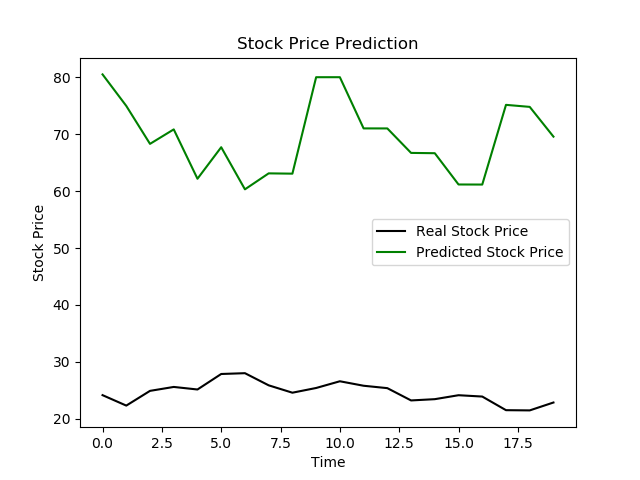 Stock Price Prediction
80
70
60
50
40
30
20
Stock Price
Real Stock Price
Predicted Stock Price
0.0 2.5 5.0 7.5 10.0 12.5 15.0 17.5
Time